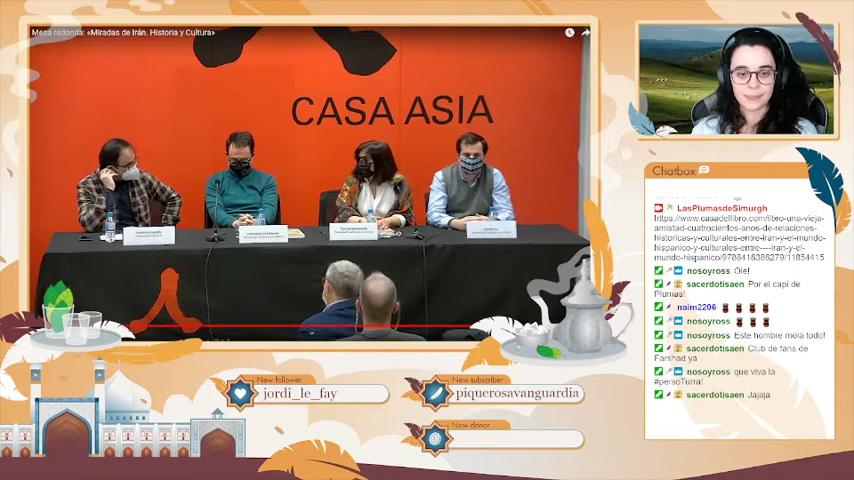 Mesa redonda: «Miradas de Irán. Historia y Cultura»
CASA ASIA
New follower
jordi_le_fay
New subscriber
piquerosavanguardia
New donor
Chatbox
LasPlumasdeSimurgh
https://www.casadellibro.com/libro-una-vieja-
amistad-cuatrocientos-anos-de-relaciones-
historicas-y-culturales-entre-iran-y-el-mundo-
hispanico-y-culturales-entre----iran-y-el-
mundo-hispanico/9788418388279/11854415
nosoyross Ole!
sacerdotisaen Por el capi de
Plumas!
naim2206
nosoyross
nosoyross Este hombre mola todo!
sacerdotisaen Club de fans de
Farshad ya
nosoyross que viva la
#persoTurra!
sacerdotisaen Jajaja